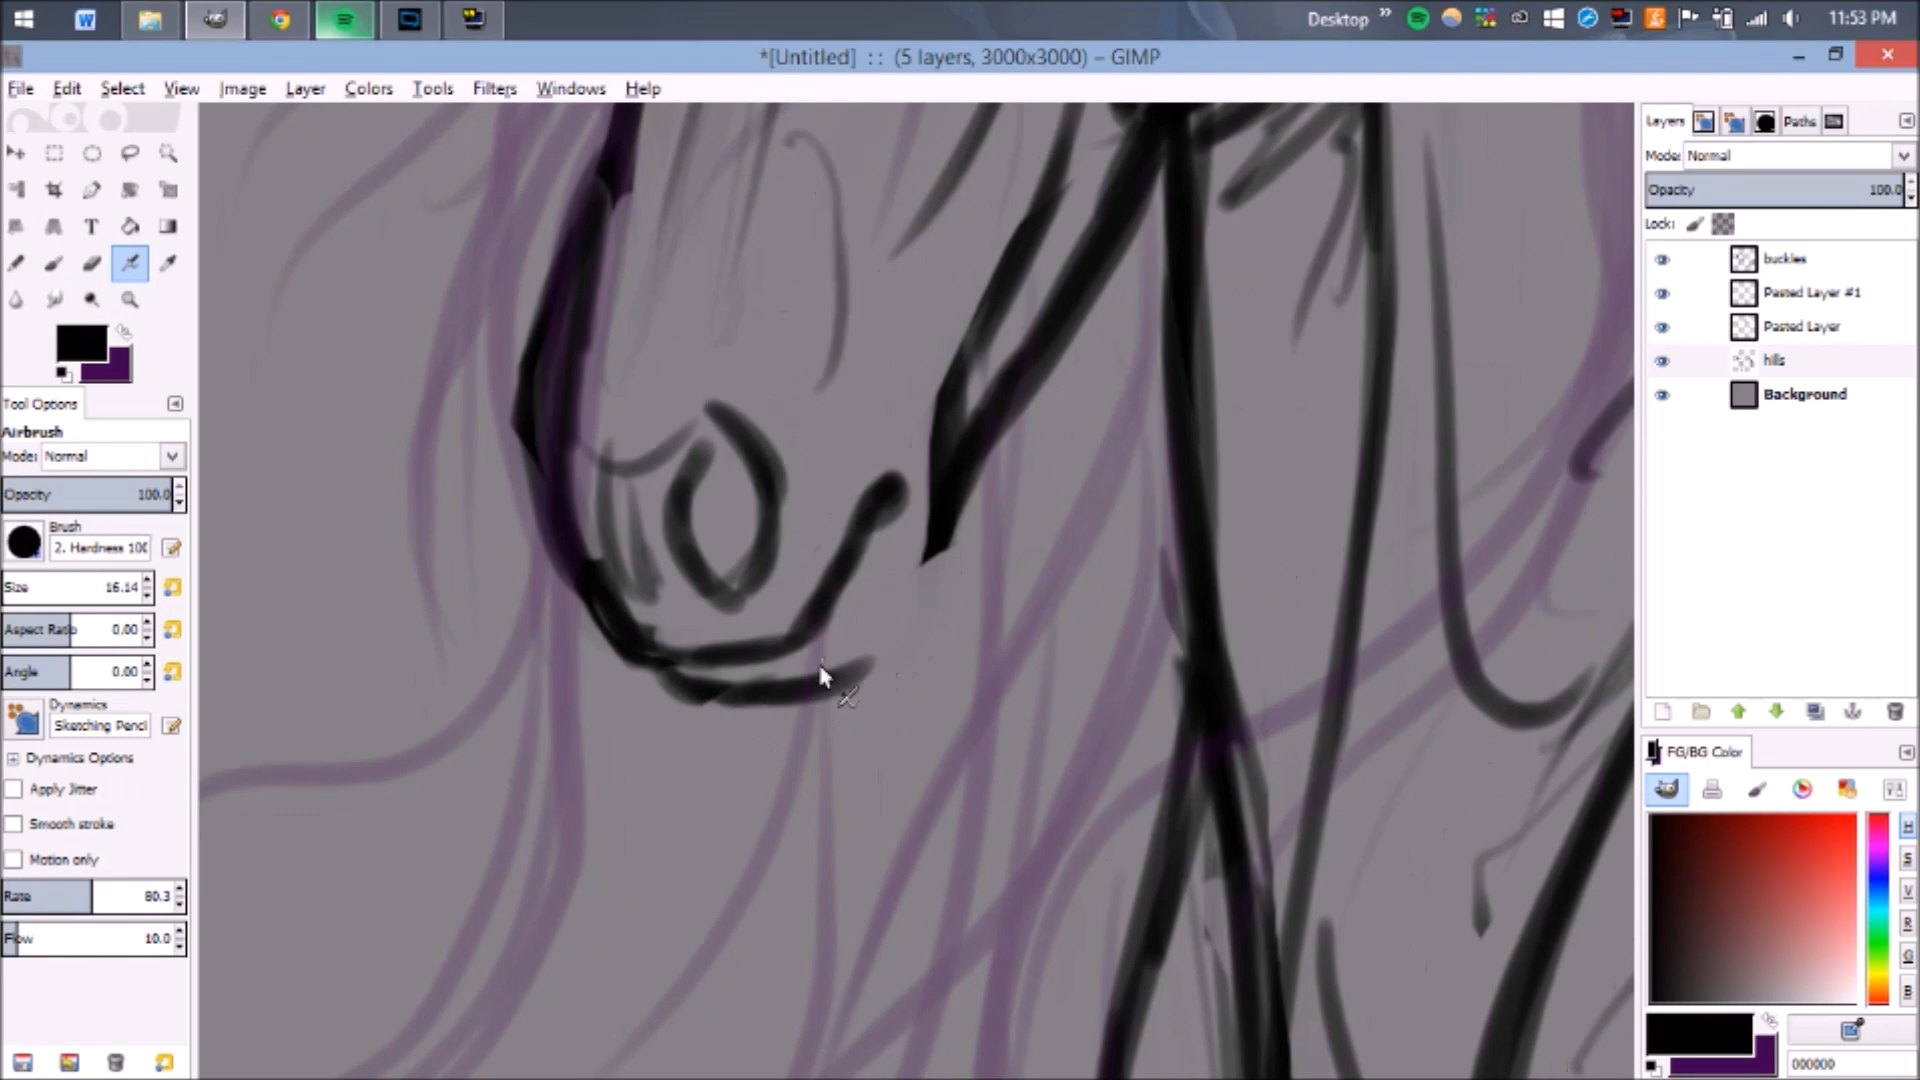 Desktop »
11:53 PM
*[Untitled] :: (5 layers, 3000x3000) – GIMP
File Edit Select View Image Layer Colors Tools Filters Windows Help
Tool Options
Airbrush
Mode: Normal
Opacity 100.0
Brush
2. Hardness 100
Size 16.14
Aspect Ratio 0.00
Angle 0.00
Dynamics
Sketching Pencil
Dynamics Options
Apply Jitter
Smooth stroke
Motion only
Rate 80.3
Flow 10.0
Layers Paths
Mode: Normal
Opacity 100.0
Lock:
buckles
Pasted Layer #1
Pasted Layer
hills
Background
FG/BG Color
H
S
V
R
G
B
000000